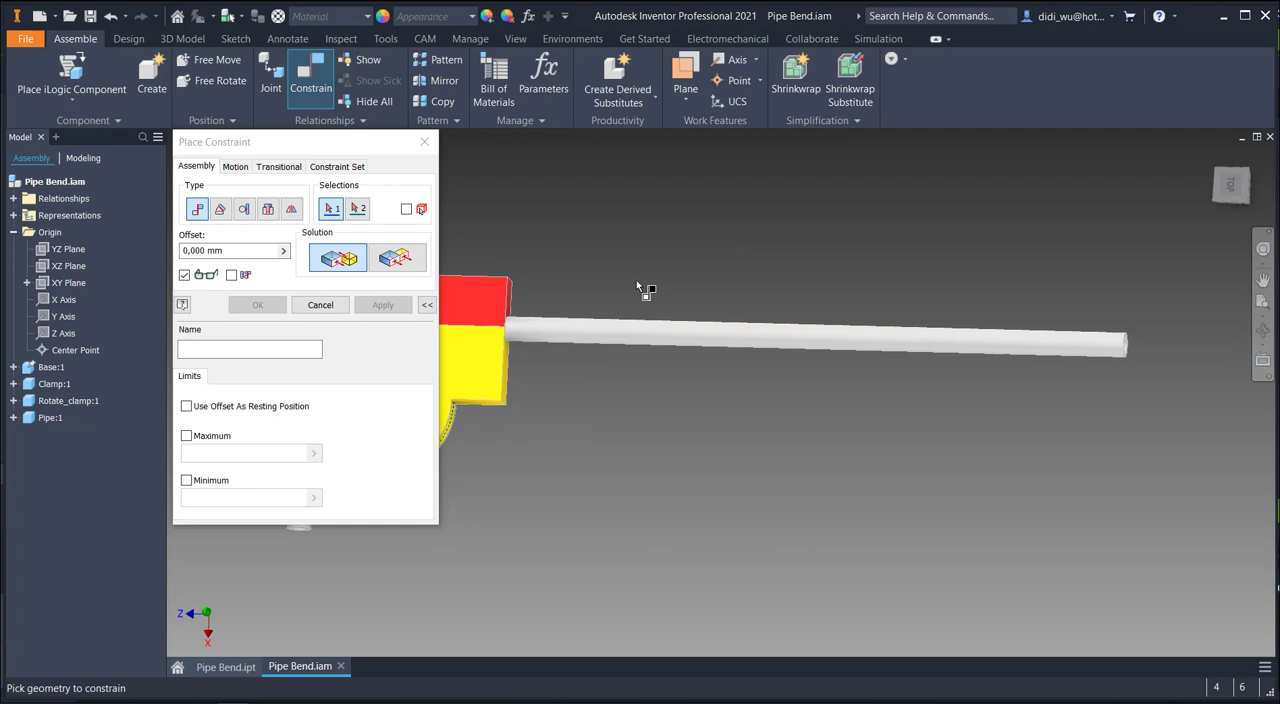 Material
Appearance
Autodesk Inventor Professional 2021 Pipe Bend.iam
Search Help & Commands...
didi_wu@hot...
File Assemble Design 3D Model Sketch Annotate Inspect Tools CAM Manage View Environments Get Started Electromechanical Collaborate Simulation
Place iLogic Component
Create
Free Move
Free Rotate
Joint
Constrain
Show
Show Sick
Hide All
Pattern
Mirror
Copy
Bill of Materials
fx
Parameters
Create Derived Substitutes
Plane
Axis
Point
UCS
Shrinkwrap
Shrinkwrap Substitute
Component Position Relationships Pattern Manage Productivity Work Features Simplification
Model
Assembly Modeling
Pipe Bend.iam
Relationships
Representations
Origin
YZ Plane
XZ Plane
XY Plane
X Axis
Y Axis
Z Axis
Center Point
Base:1
Clamp:1
Rotate_clamp:1
Pipe:1
Place Constraint
Assembly Motion Transitional Constraint Set
Type Selections
1 2
Offset: Solution
0,000 mm
OK Cancel Apply <<
Name
Limits
Use Offset As Resting Position
Maximum
Minimum
TOP
Z
X
Pipe Bend.ipt Pipe Bend.iam
Pick geometry to constrain
4 6